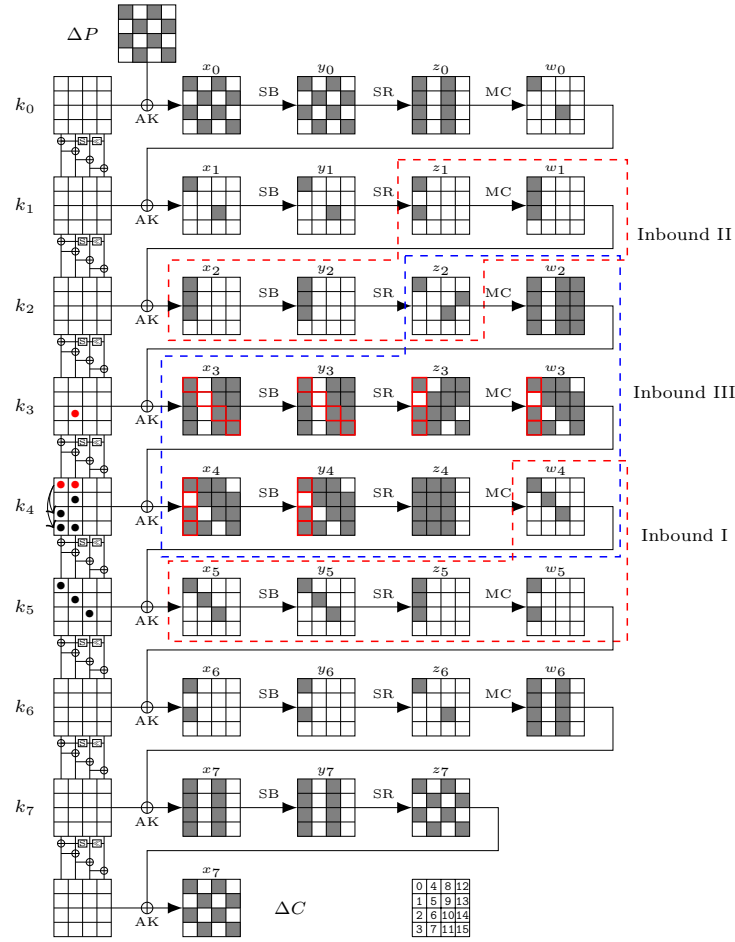 ΔP
x₀ y₀ z₀ w₀
k₀ AK SB SR MC
x₁ y₁ z₁ w₁
k₁ AK SB SR MC
Inbound II
x₂ y₂ z₂ w₂
k₂ AK SB SR MC
x₃ y₃ z₃ w₃
k₃ AK SB SR MC
Inbound III
x₄ y₄ z₄ w₄
k₄ AK SB SR MC
Inbound I
x₅ y₅ z₅ w₅
k₅ AK SB SR MC
x₆ y₆ z₆ w₆
k₆ AK SB SR MC
x₇ y₇ z₇
k₇ AK SB SR
x₇
AK ΔC
0 4 8 12
1 5 9 13
2 6 10 14
3 7 11 15